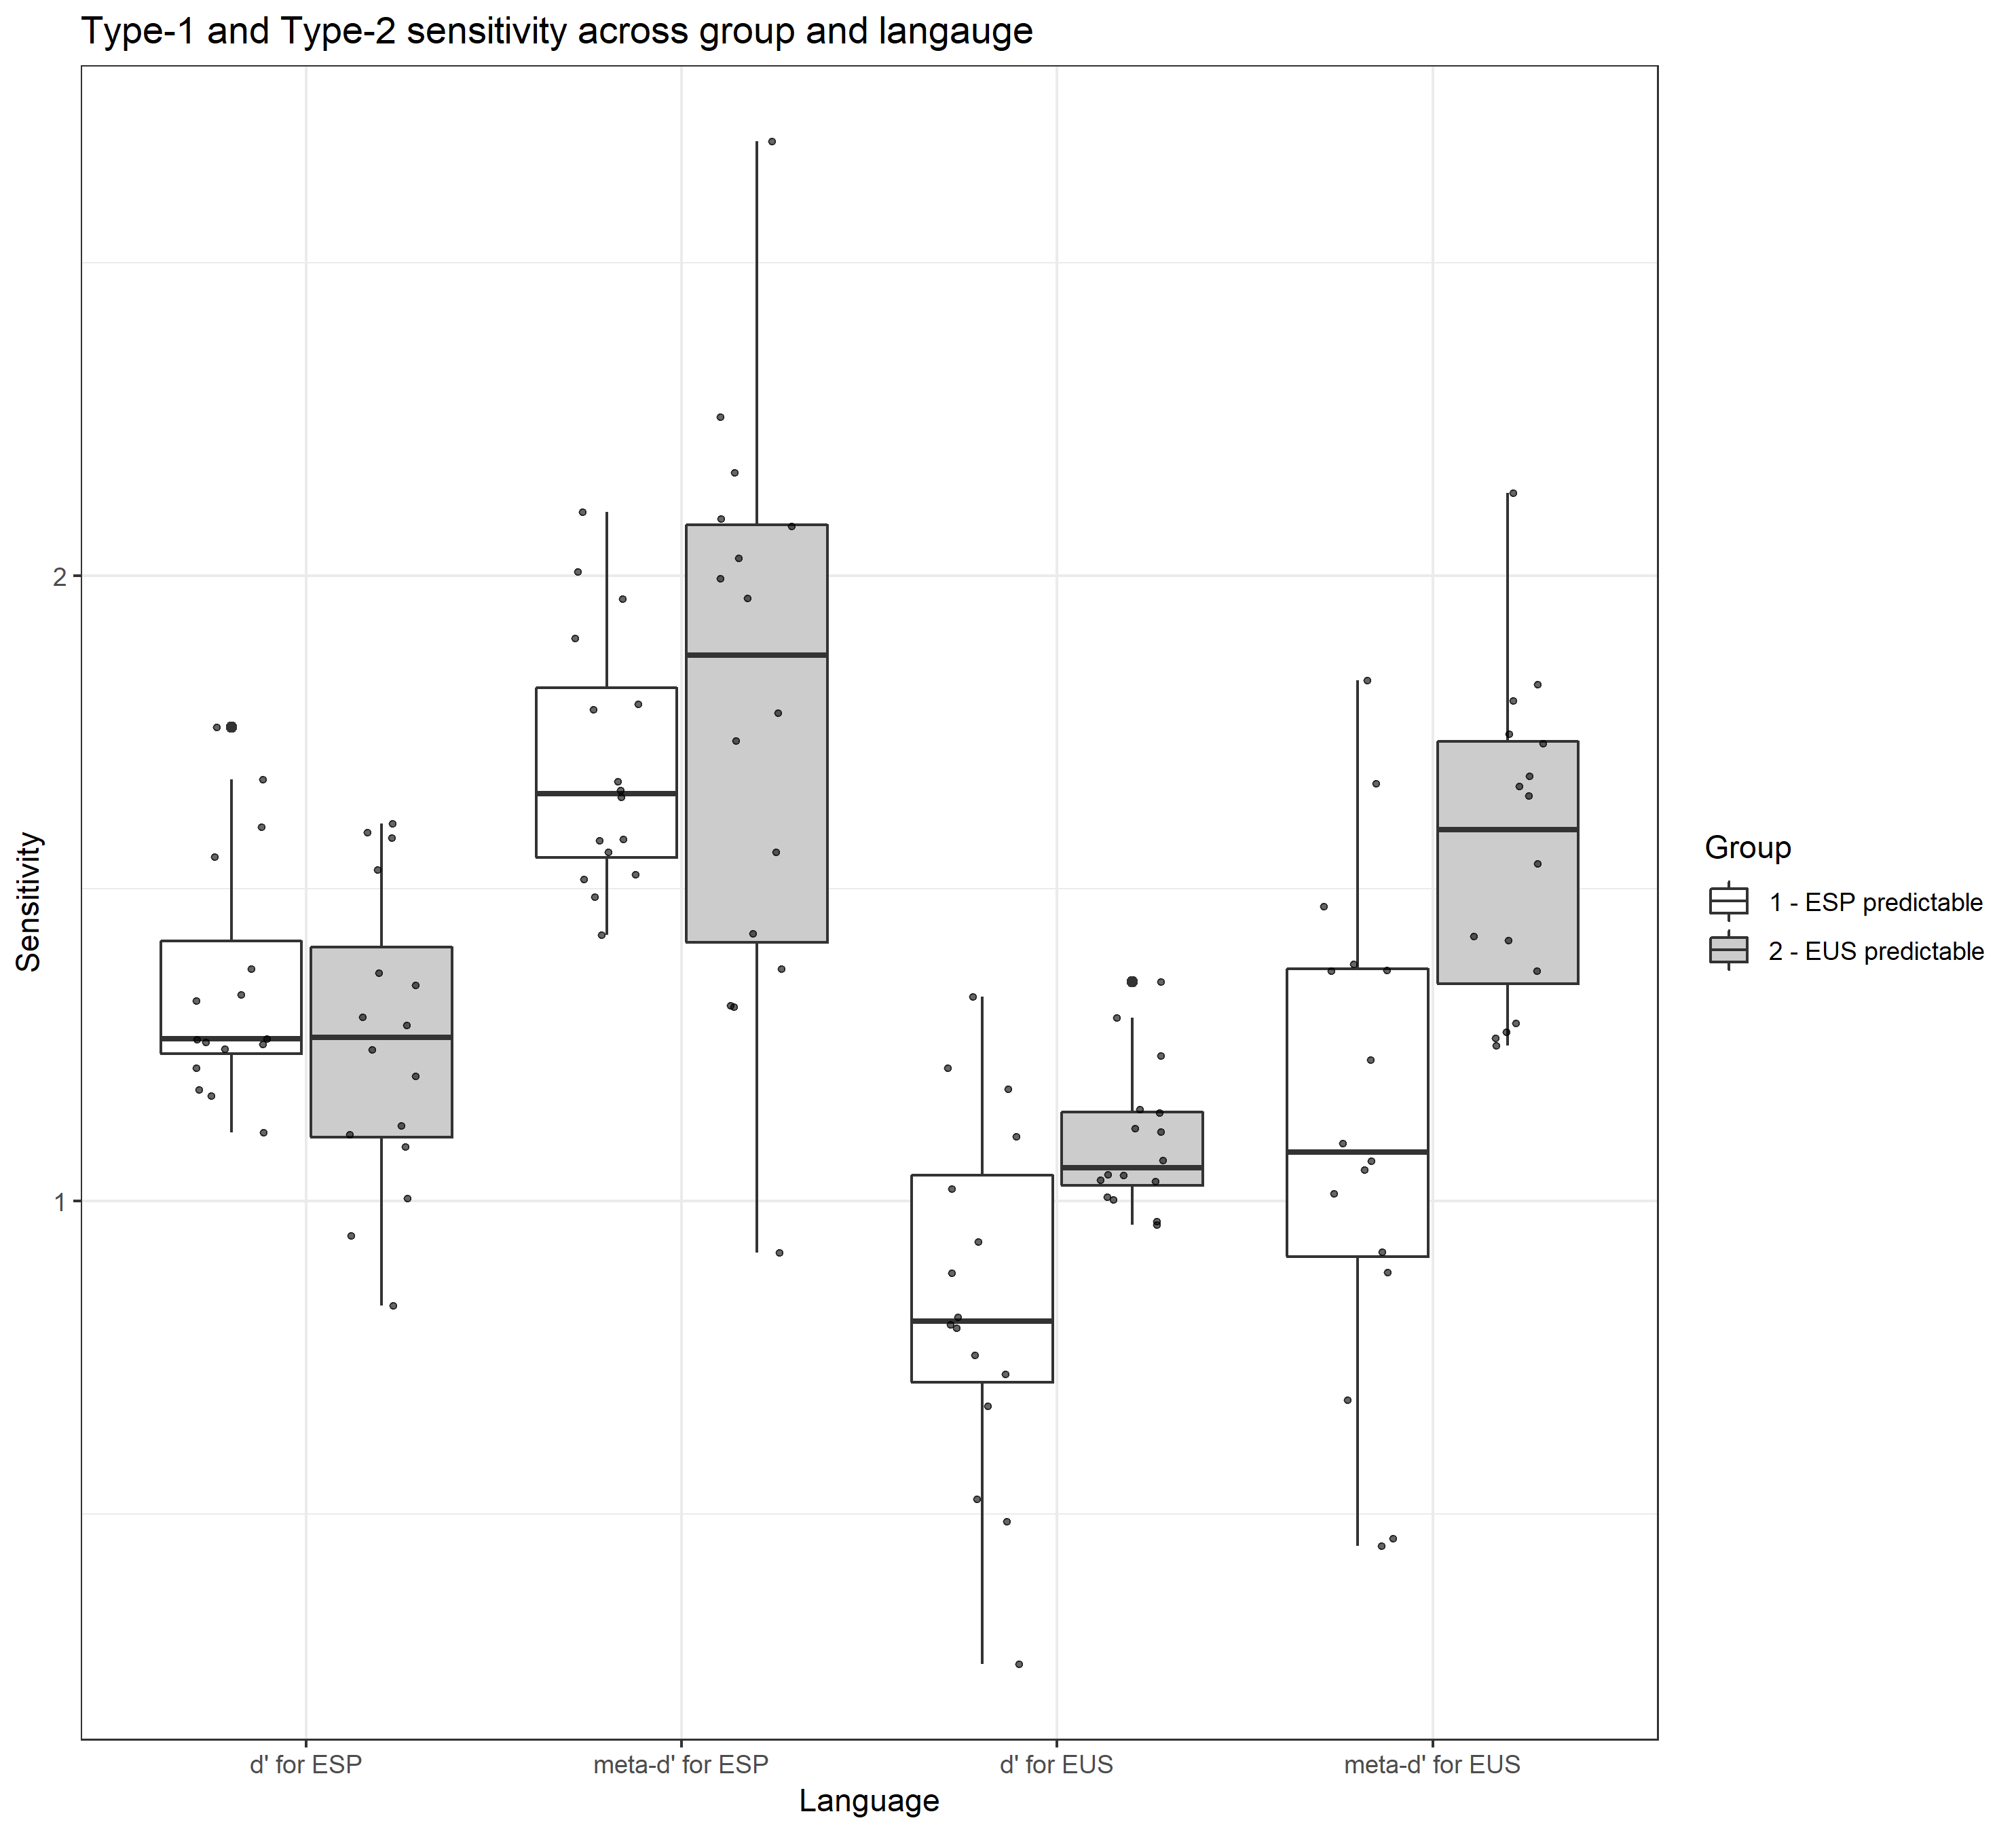 Type-1 and Type-2 sensitivity across group and langauge
Sensitivity
2
1
d' for ESP
meta-d' for ESP
d' for EUS
meta-d' for EUS
Language
Group
1 - ESP predictable
2 - EUS predictable